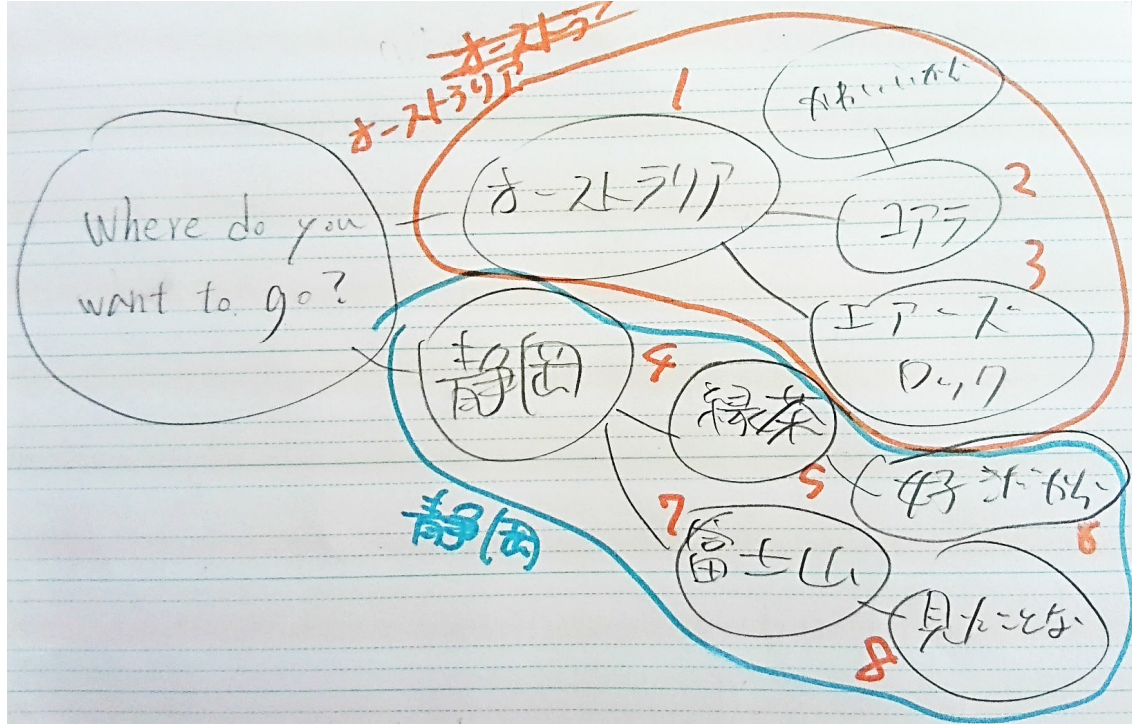 オーストラア
オーストラリア
1
かわいいから
Where do you
want to go?
オーストラリア
2
コアラ
3
エアーズ
ロック
静岡
4
緑茶
5
好きだから
6
静岡
7
富士山
8
見たことな